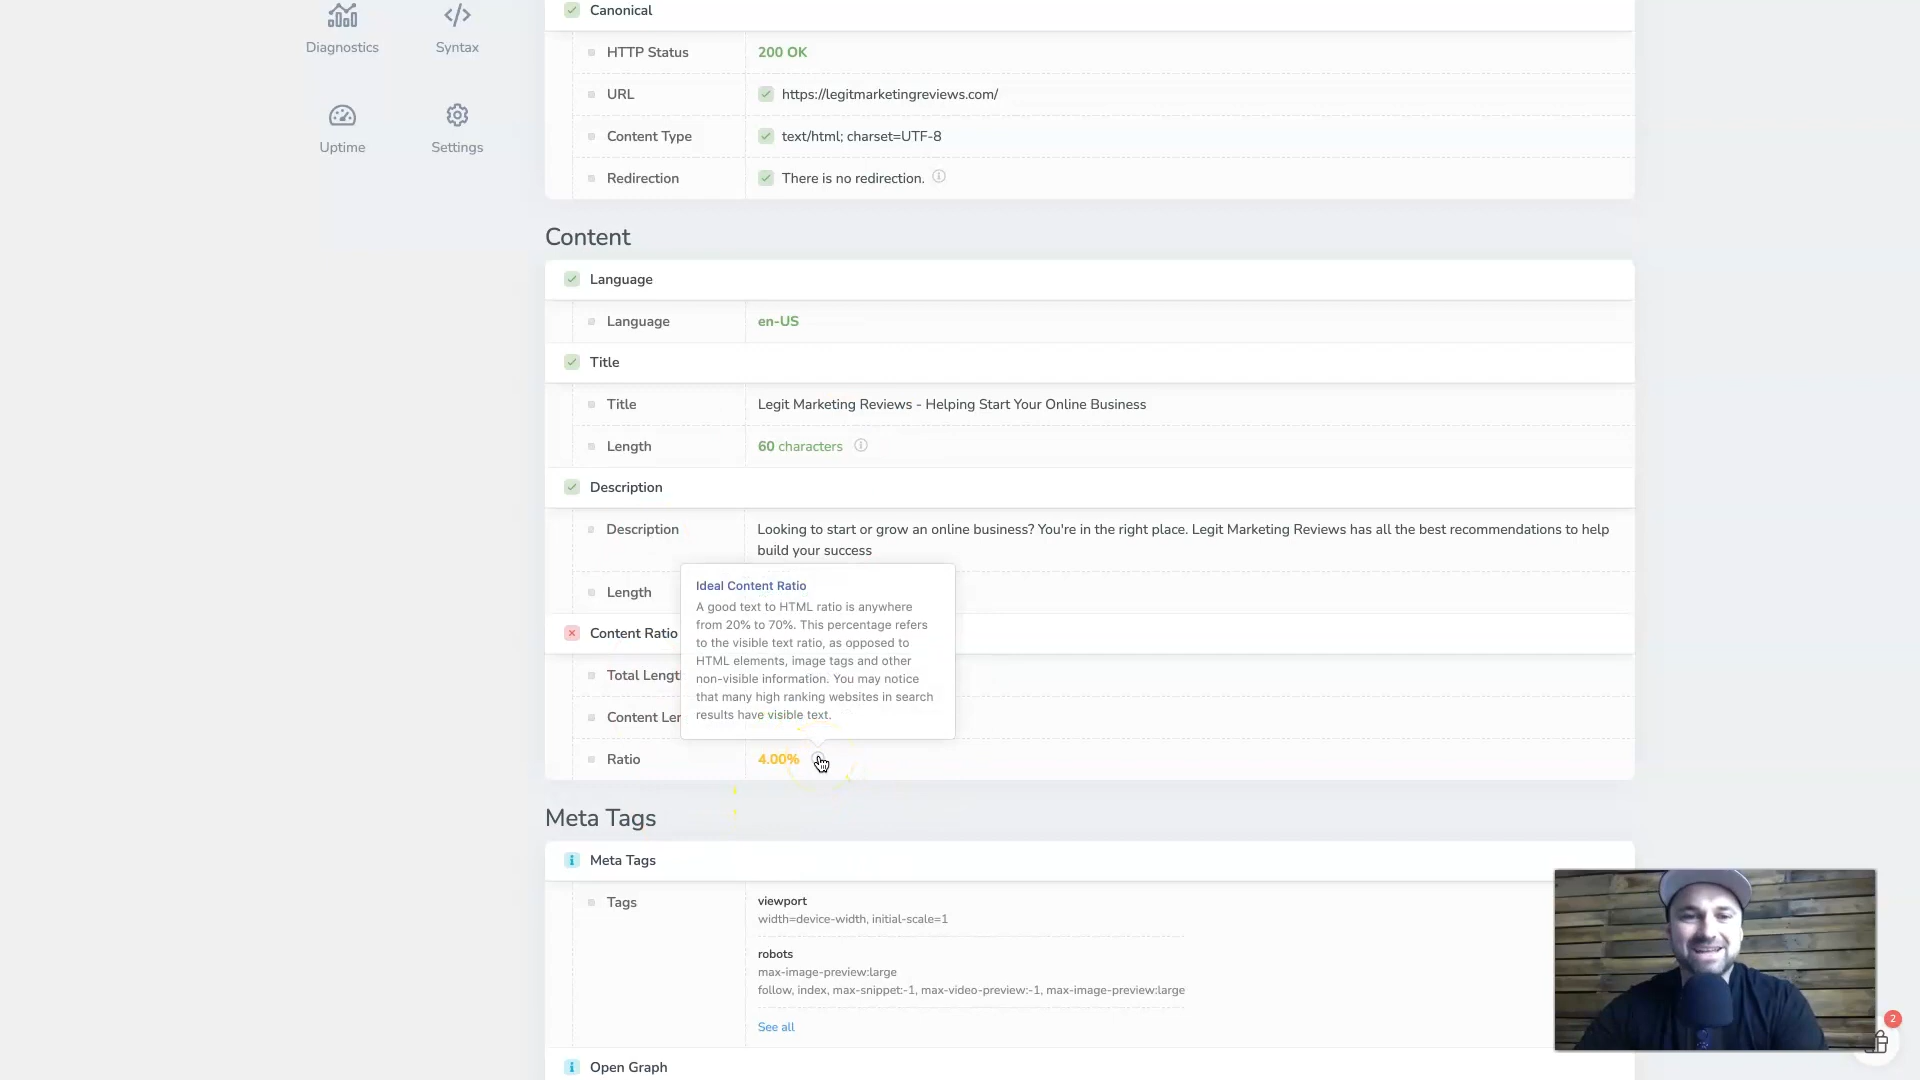 Diagnostics
Syntax
Uptime
Settings
Canonical
HTTP Status
200 OK
URL
https://legitmarketingreviews.com/
Content Type
text/html; charset=UTF-8
Redirection
There is no redirection.
Content
Language
Language
en-US
Title
Title
Legit Marketing Reviews - Helping Start Your Online Business
Length
60 characters
Description
Description
Looking to start or grow an online business? You're in the right place. Legit Marketing Reviews has all the best recommendations to help
build your success
Length
Ideal Content Ratio
A good text to HTML ratio is anywhere
from 20% to 70%. This percentage refers
to the visible text ratio, as opposed to
HTML elements, image tags and other
non-visible information. You may notice
that many high ranking websites in search
results have visible text.
Content Ratio
Total Lengt
Content Ler
Ratio
4.00%
Meta Tags
Meta Tags
Tags
viewport
width=device-width, initial-scale=1
robots
max-image-preview:large
follow, index, max-snippet:-1, max-video-preview:-1, max-image-preview:large
See all
Open Graph
2